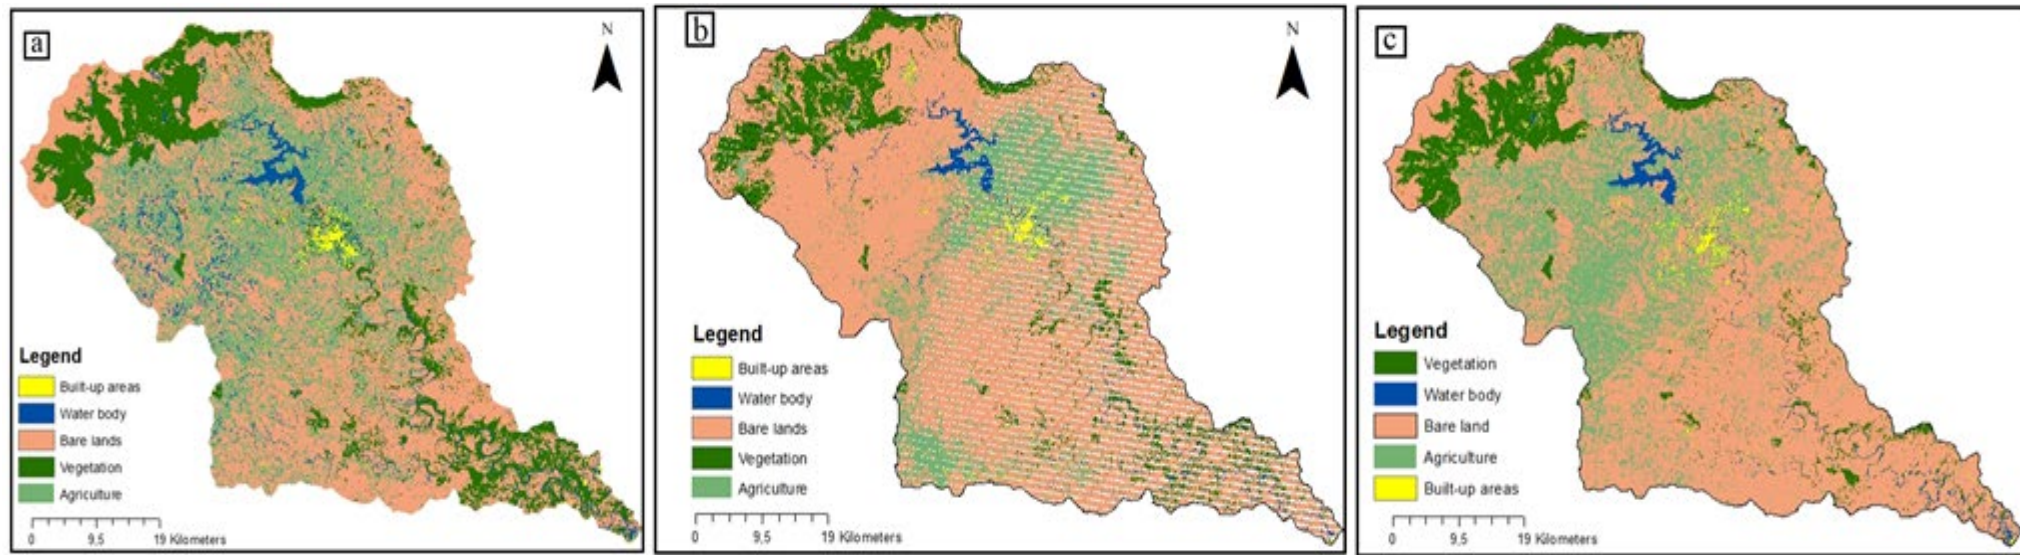 a
N
Legend
Built-up areas
Water body
Bare lands
Vegetation
Agriculture
0 9,5 19 Kilometers
b
N
Legend
Built-up areas
Water body
Bare lands
Vegetation
Agriculture
0 9,5 19 Kilometers
c
Legend
Vegetation
Water body
Bare land
Agriculture
Built-up areas
0 9,5 19 Kilometers